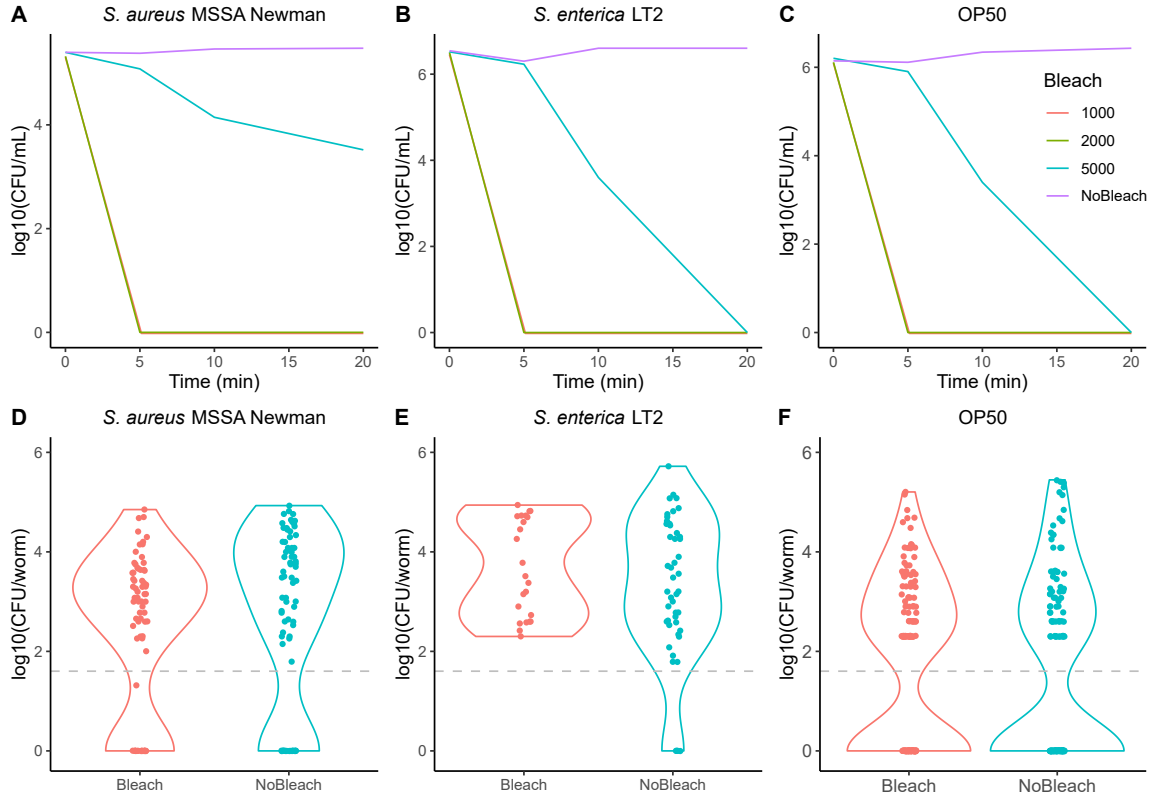 A
S. aureus MSSA Newman
log10(CFU/mL)
4
2
0
0 5 10 15 20
Time (min)
B
S. enterica LT2
log10(CFU/mL)
6
4
2
0
0 5 10 15 20
Time (min)
C
OP50
log10(CFU/mL)
6
4
2
0
0 5 10 15 20
Time (min)
Bleach
1000
2000
5000
NoBleach
D
S. aureus MSSA Newman
log10(CFU/worm)
6
4
2
0
Bleach NoBleach
E
S. enterica LT2
log10(CFU/worm)
6
4
2
0
Bleach NoBleach
F
OP50
log10(CFU/worm)
6
4
2
0
Bleach NoBleach